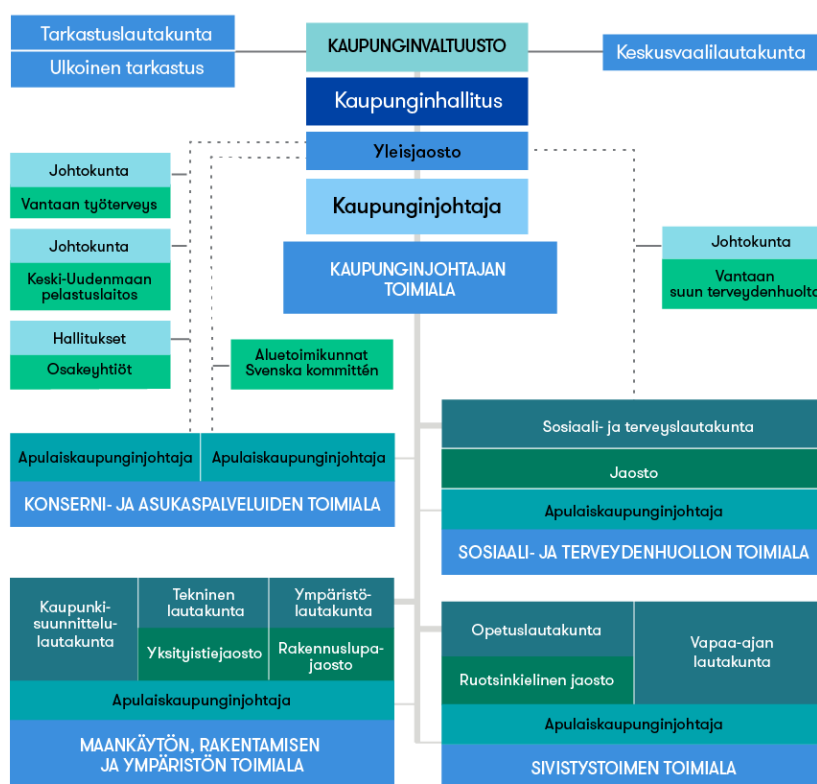 Tarkastuslautakunta
Ulkoinen tarkastus
KAUPUNGINVALTUUSTO
Keskusvaalilautakunta
Kaupunginhallitus
Yleisjaosto
Kaupunginjohtaja
KAUPUNGINJOHTAJAN
TOIMIALA
Johtokunta
Vantaan työterveys
Johtokunta
Keski-Uudenmaan
pelastuslaitos
Hallitukset
Osakeyhtiöt
Aluetoimikunnat
Svenska kommittén
Johtokunta
Vantaan
suun terveydenhuolto
Apulaiskaupunginjohtaja
Apulaiskaupunginjohtaja
KONSERNI- JA ASUKASPALVELUIDEN TOIMIALA
Sosiaali- ja terveyslautakunta
Jaosto
Apulaiskaupunginjohtaja
SOSIAALI- JA TERVEYDENHUOLLON TOIMIALA
Kaupunki-
suunnittelu-
lautakunta
Tekninen
lautakunta
Yksityistiejaosto
Ympäristö-
lautakunta
Rakennuslupa-
jaosto
Apulaiskaupunginjohtaja
MAANKÄYTÖN, RAKENTAMISEN
JA YMPÄRISTÖN TOIMIALA
Opetuslautakunta
Ruotsinkielinen jaosto
Vapaa-ajan
lautakunta
Apulaiskaupunginjohtaja
SIVISTYSTOIMEN TOIMIALA